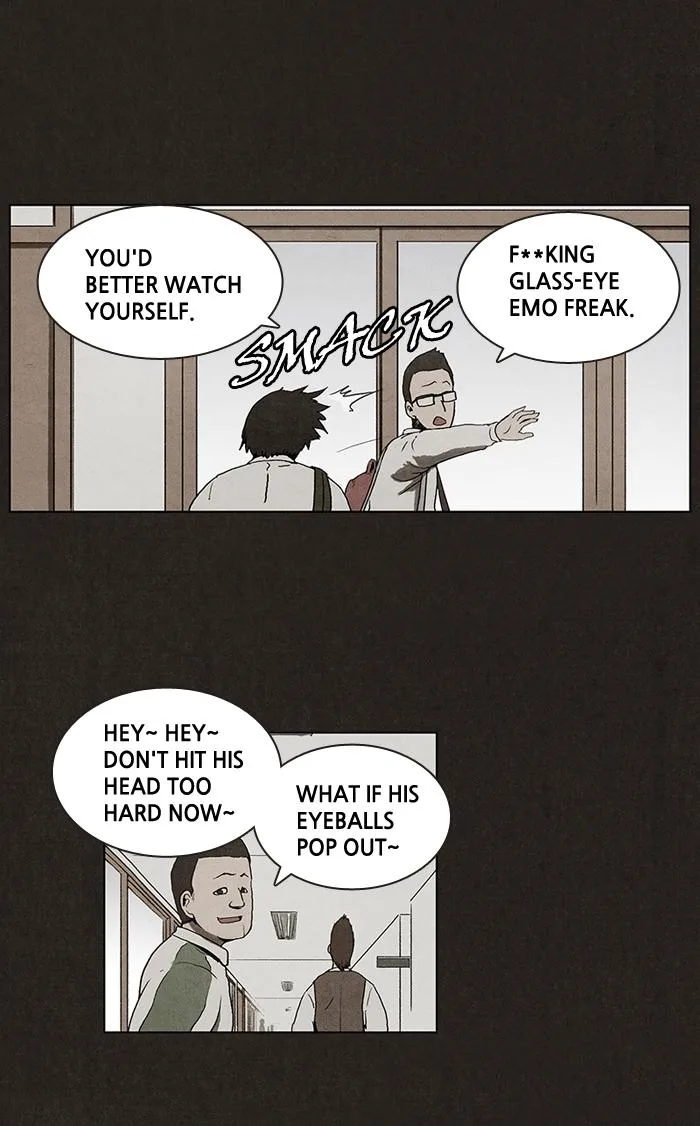 YOU'D
BETTER WATCH
YOURSELF.
SMACK
F**KING
GLASS-EYE
EMO FREAK.
HEY~ HEY~
DON'T HIT HIS
HEAD TOO
HARD NOW~
WHAT IF HIS
EYEBALLS
POP OUT~